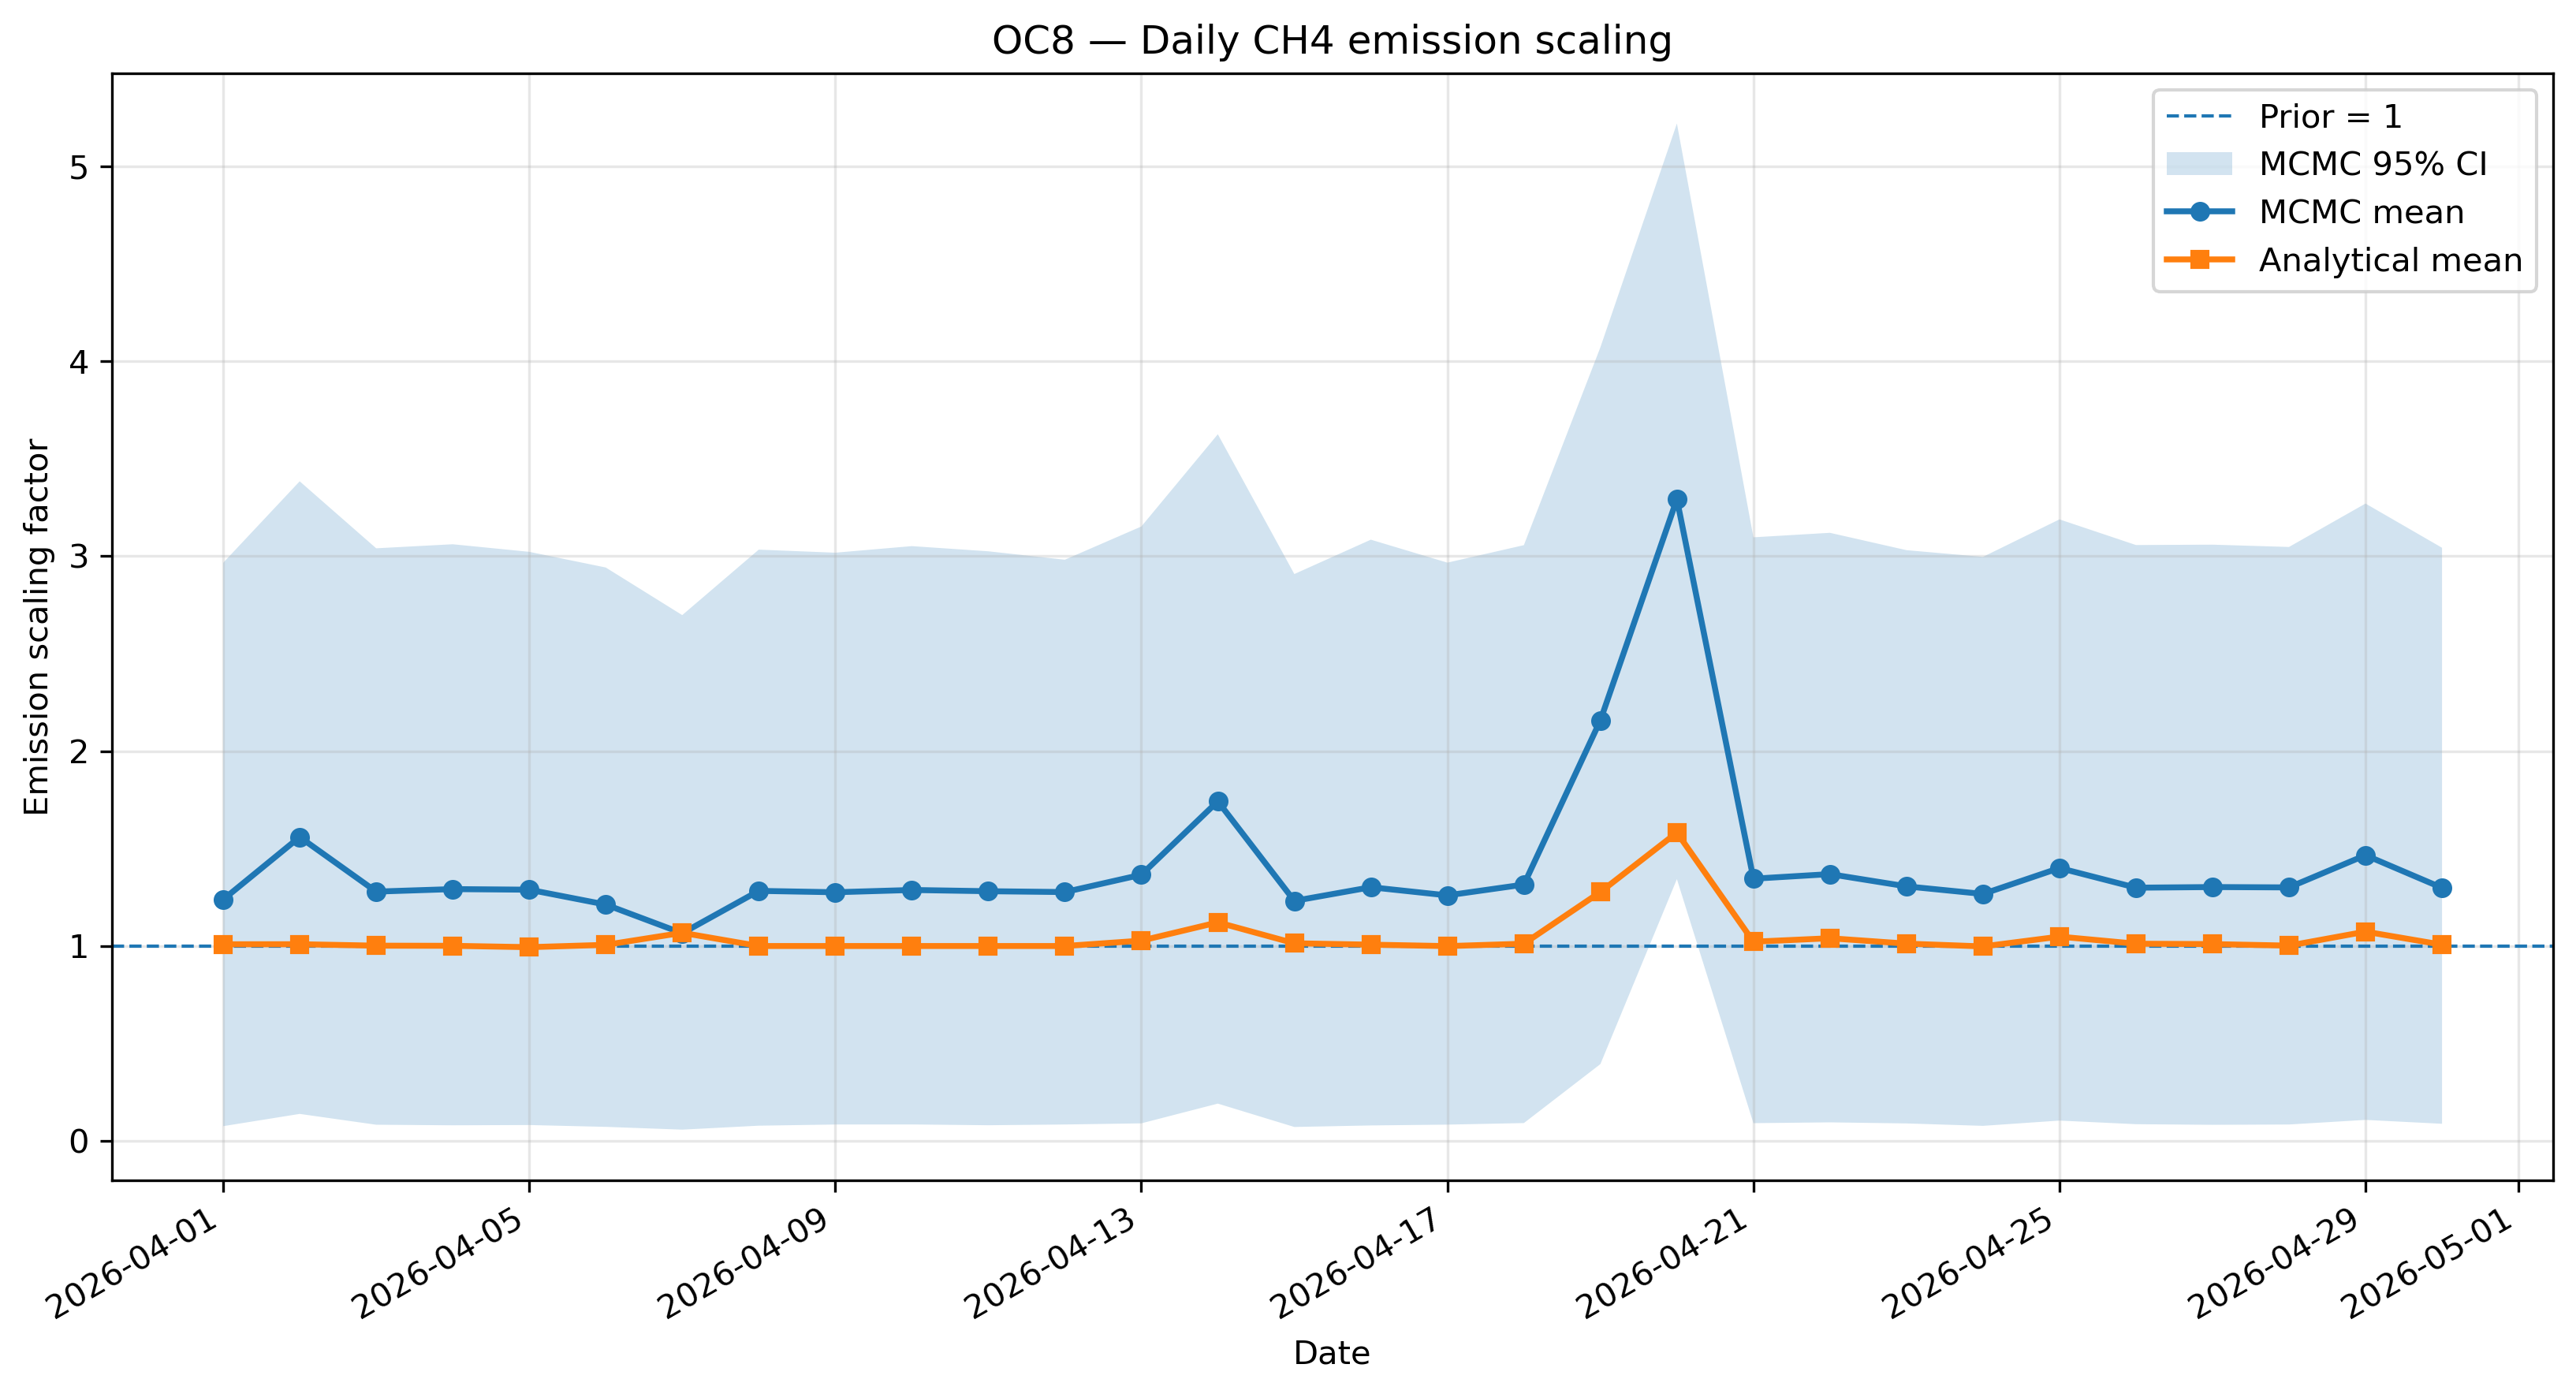 OC8 — Daily CH4 emission scaling
Prior = 1
MCMC 95% CI
MCMC mean
Analytical mean
Emission scaling factor
5
4
3
2
1
0
2026-04-01
2026-04-05
2026-04-09
2026-04-13
2026-04-17
2026-04-21
2026-04-25
2026-04-29
2026-05-01
Date